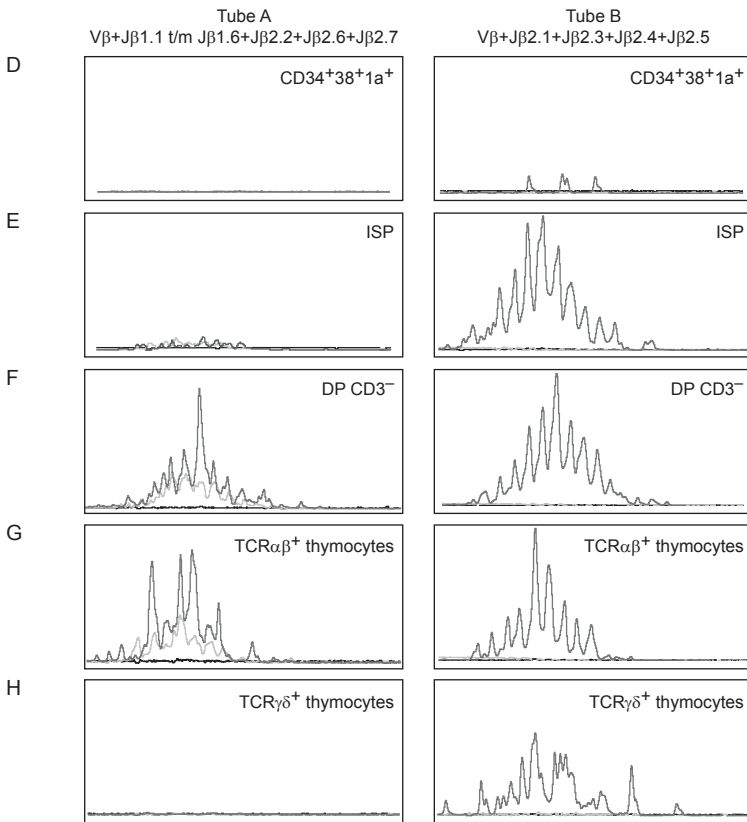 Tube A
Vβ+Jβ1.1 t/m Jβ1.6+Jβ2.2+Jβ2.6+Jβ2.7
Tube B
Vβ+Jβ2.1+Jβ2.3+Jβ2.4+Jβ2.5
D
CD34⁺38⁺1a⁺
CD34⁺38⁺1a⁺
E
ISP
ISP
F
DP CD3⁻
DP CD3⁻
G
TCRαβ⁺ thymocytes
TCRαβ⁺ thymocytes
H
TCRγδ⁺ thymocytes
TCRγδ⁺ thymocytes